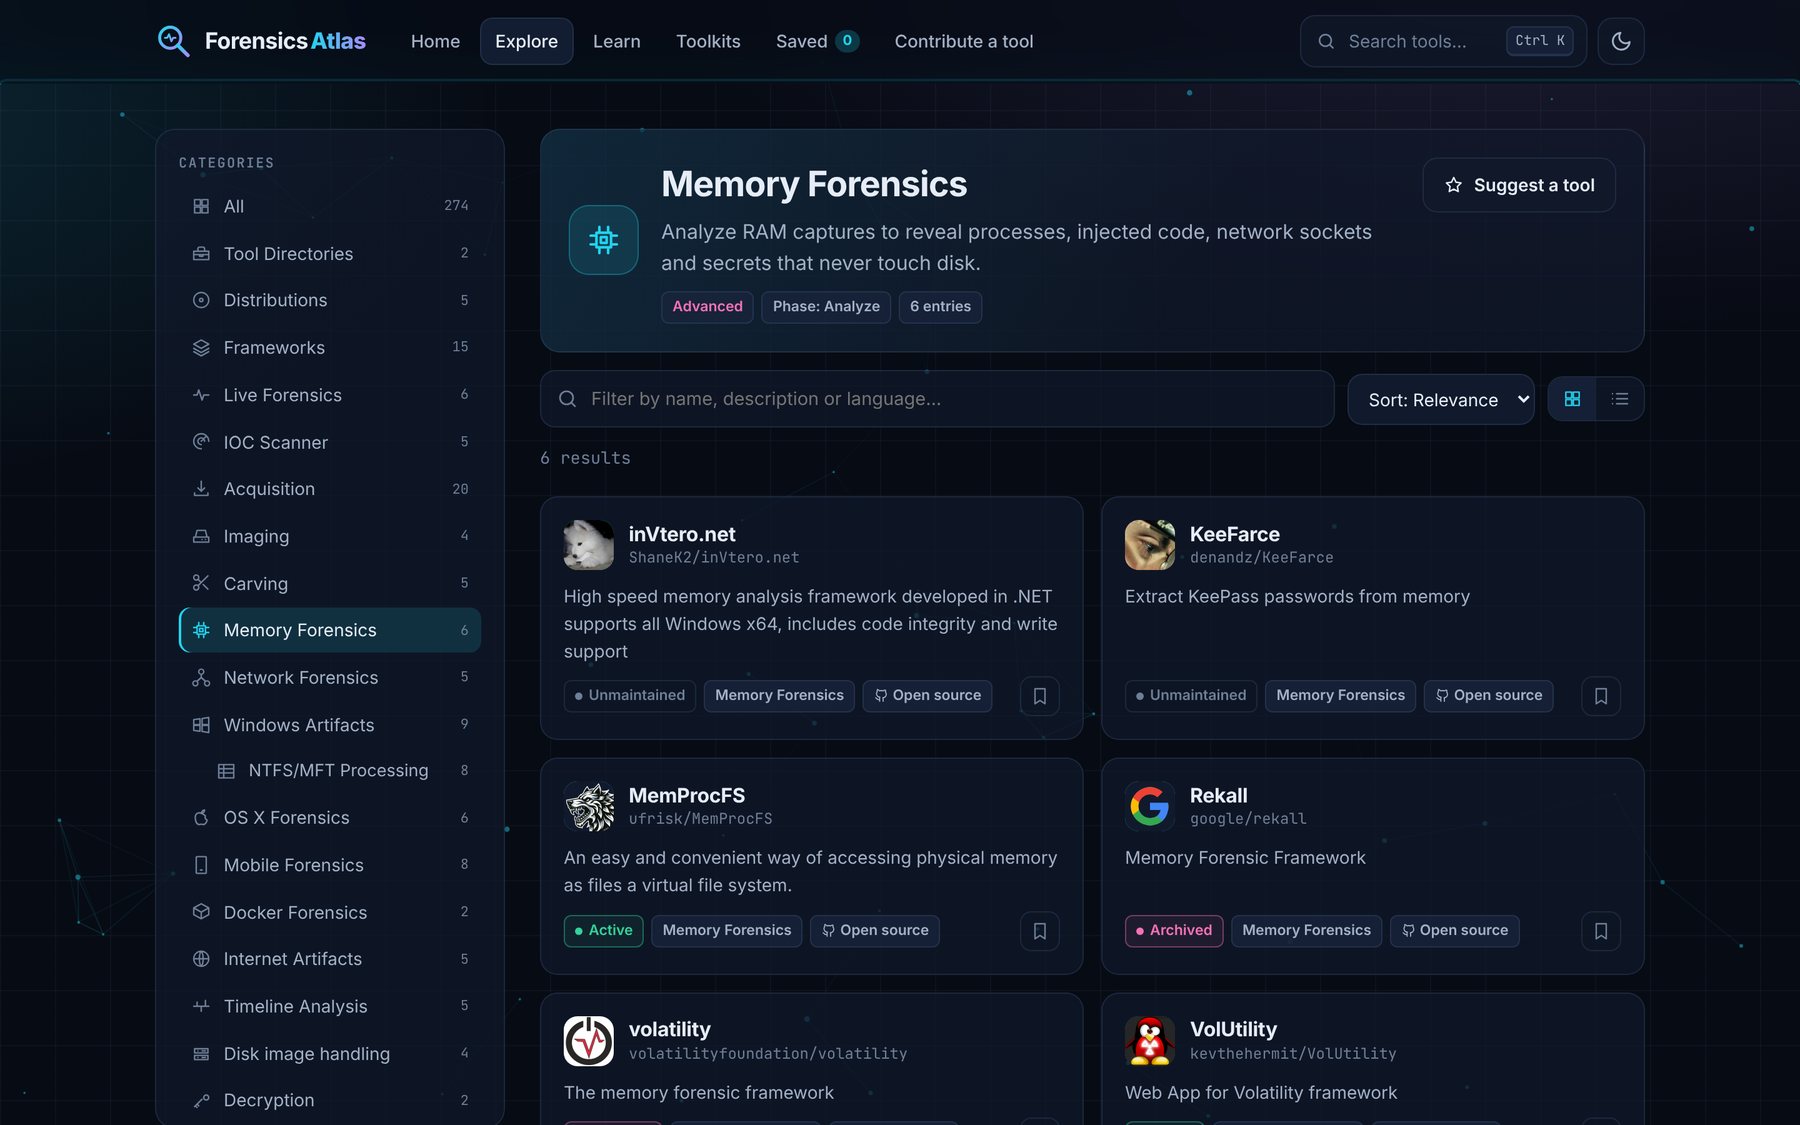 ForensicsAtlas
Home
Explore
Learn
Toolkits
Saved 0
Contribute a tool
Search tools...
Ctrl K
CATEGORIES
All 274
Tool Directories 2
Distributions 5
Frameworks 15
Live Forensics 6
IOC Scanner 5
Acquisition 20
Imaging 4
Carving 5
Memory Forensics 6
Network Forensics 5
Windows Artifacts 9
NTFS/MFT Processing 8
OS X Forensics 6
Mobile Forensics 8
Docker Forensics 2
Internet Artifacts 5
Timeline Analysis 5
Disk image handling 4
Decryption 2
Memory Forensics
Suggest a tool
Analyze RAM captures to reveal processes, injected code, network sockets
and secrets that never touch disk.
Advanced
Phase: Analyze
6 entries
Filter by name, description or language...
Sort: Relevance
6 results
inVtero.net
ShaneK2/inVtero.net
High speed memory analysis framework developed in .NET
supports all Windows x64, includes code integrity and write
support
Unmaintained
Memory Forensics
Open source
KeeFarce
denandz/KeeFarce
Extract KeePass passwords from memory
Unmaintained
Memory Forensics
Open source
MemProcFS
ufrisk/MemProcFS
An easy and convenient way of accessing physical memory
as files a virtual file system.
Active
Memory Forensics
Open source
Rekall
google/rekall
Memory Forensic Framework
Archived
Memory Forensics
Open source
volatility
volatilityfoundation/volatility
The memory forensic framework
VolUtility
kevthehermit/VolUtility
Web App for Volatility framework